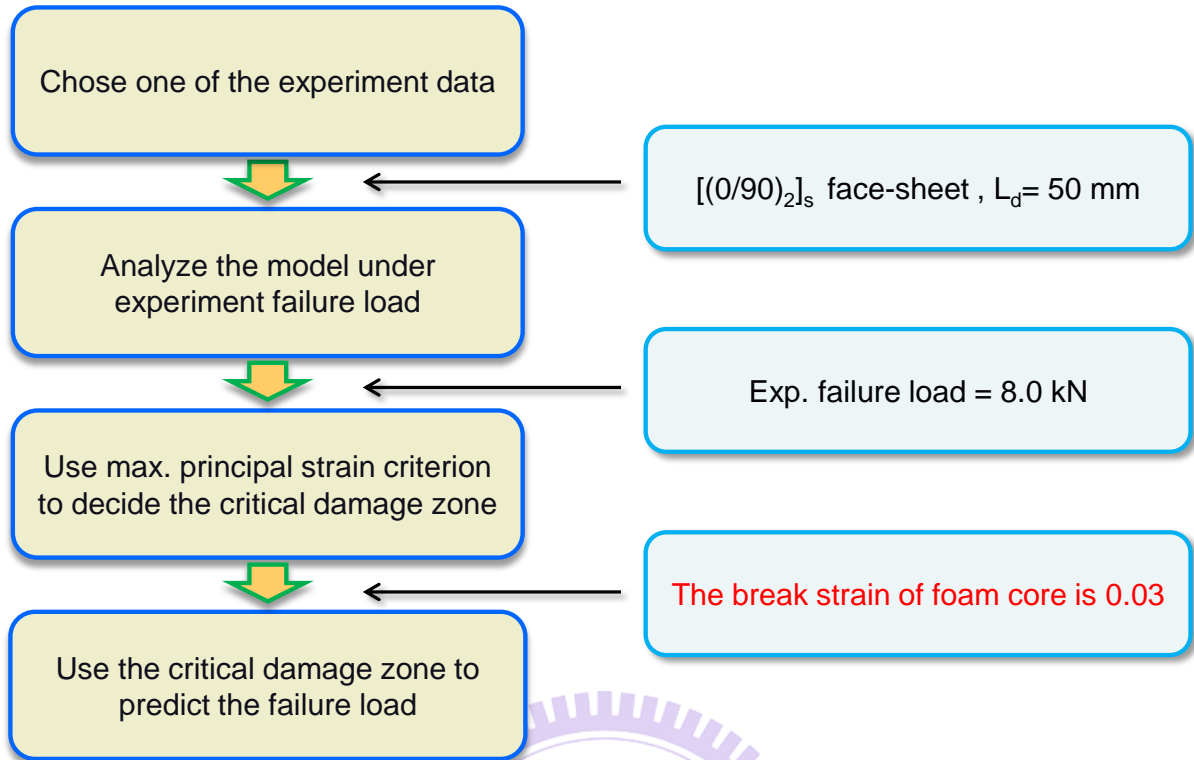 Chose one of the experiment data
[(0/90)₂]ₛ face-sheet , L_d= 50 mm
Analyze the model under
experiment failure load
Exp. failure load = 8.0 kN
Use max. principal strain criterion
to decide the critical damage zone
The break strain of foam core is 0.03
Use the critical damage zone to
predict the failure load